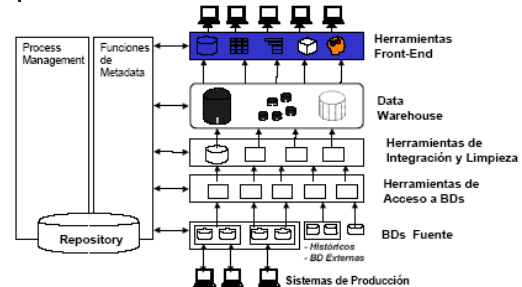 Process
Management
Funciones
de
Metadata
Repository
Herramientas
Front-End
Data
Warehouse
Herramientas de
Integración y Limpieza
Herramientas de
Acceso a BDs
BDs Fuente
- Históricos
- BD Externas
Sistemas de Producción